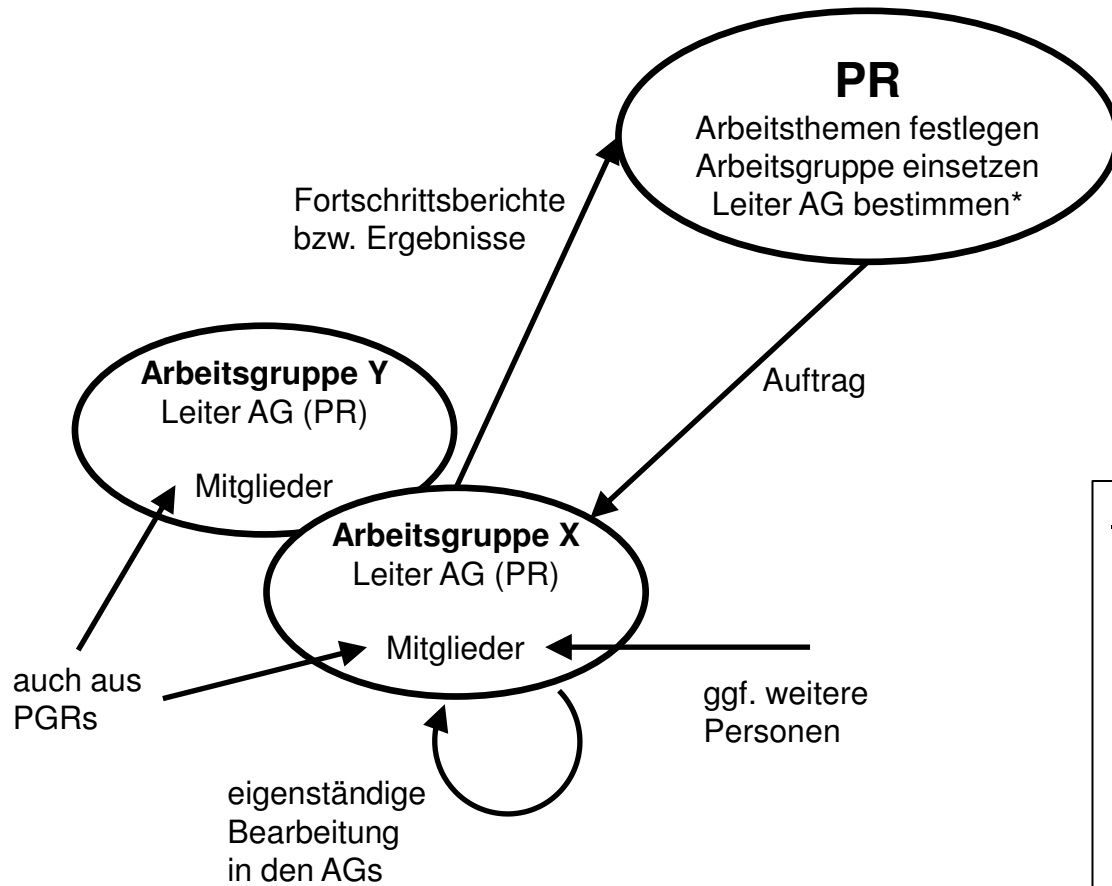 PR
Arbeitsthemen festlegen
Arbeitsgruppe einsetzen
Leiter AG bestimmen*
Fortschrittsberichte
bzw. Ergebnisse
Auftrag
Arbeitsgruppe Y
Leiter AG (PR)
Mitglieder
Arbeitsgruppe X
Leiter AG (PR)
Mitglieder
auch aus
PGRs
ggf. weitere
Personen
eigenständige
Bearbeitung
in den AGs